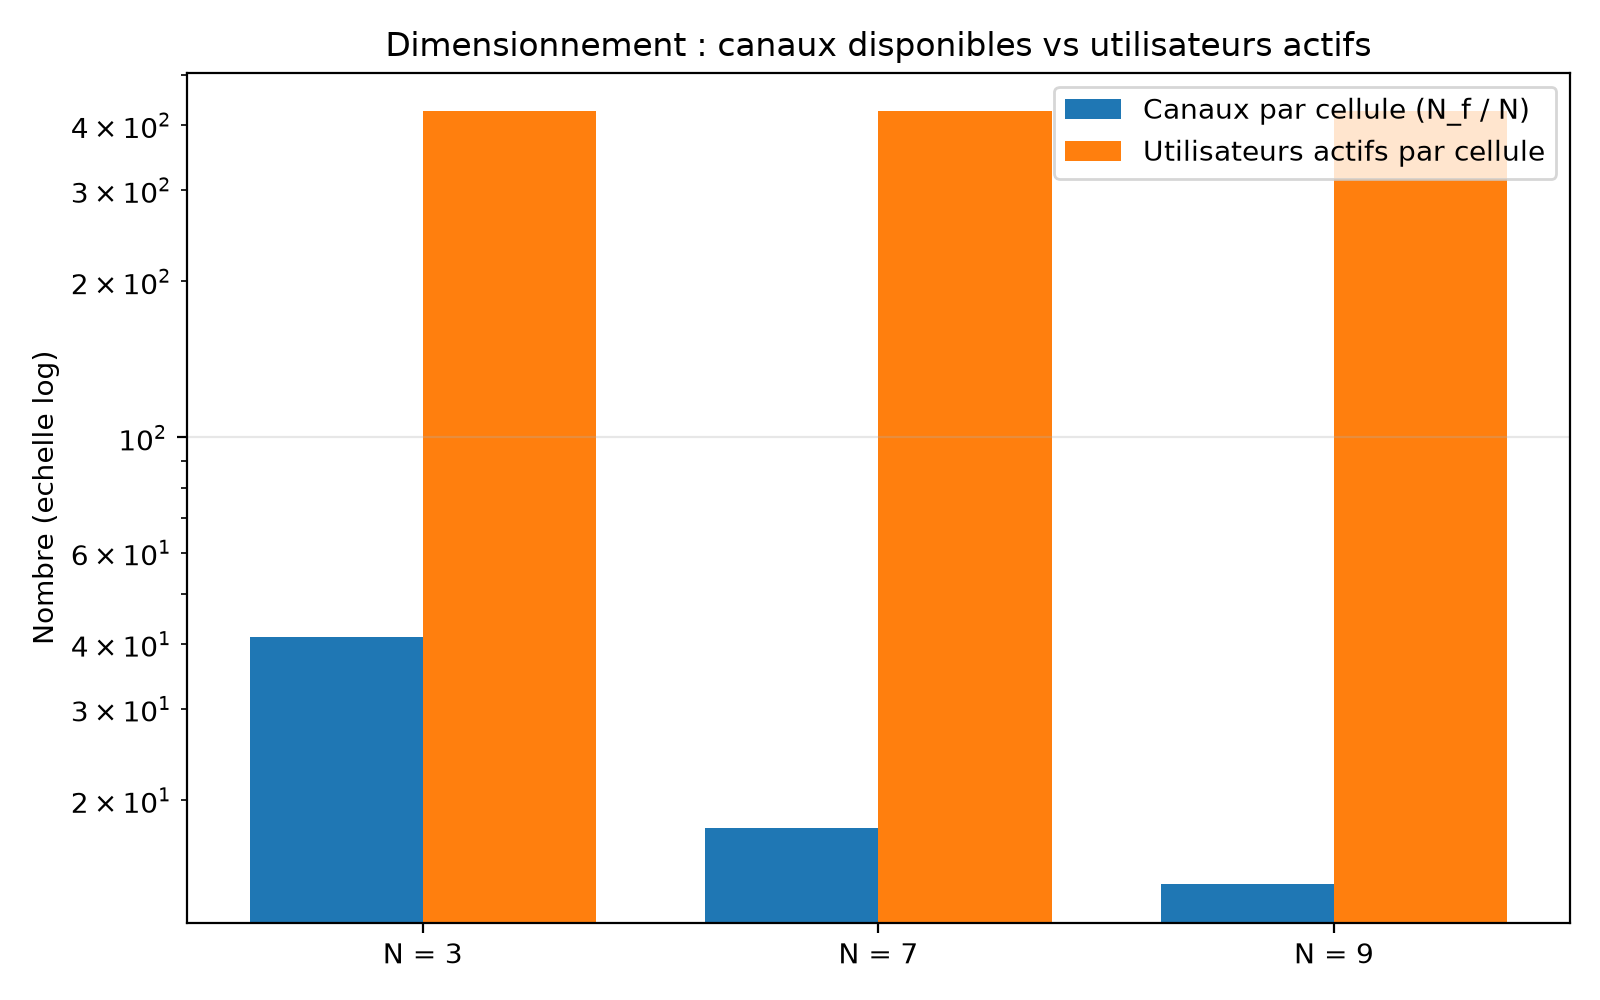 Dimensionnement : canaux disponibles vs utilisateurs actifs
Canaux par cellule (N_f / N)
Utilisateurs actifs par cellule
Nombre (echelle log)
4 × 10²
3 × 10²
2 × 10²
10²
6 × 10¹
4 × 10¹
3 × 10¹
2 × 10¹
N = 3
N = 7
N = 9